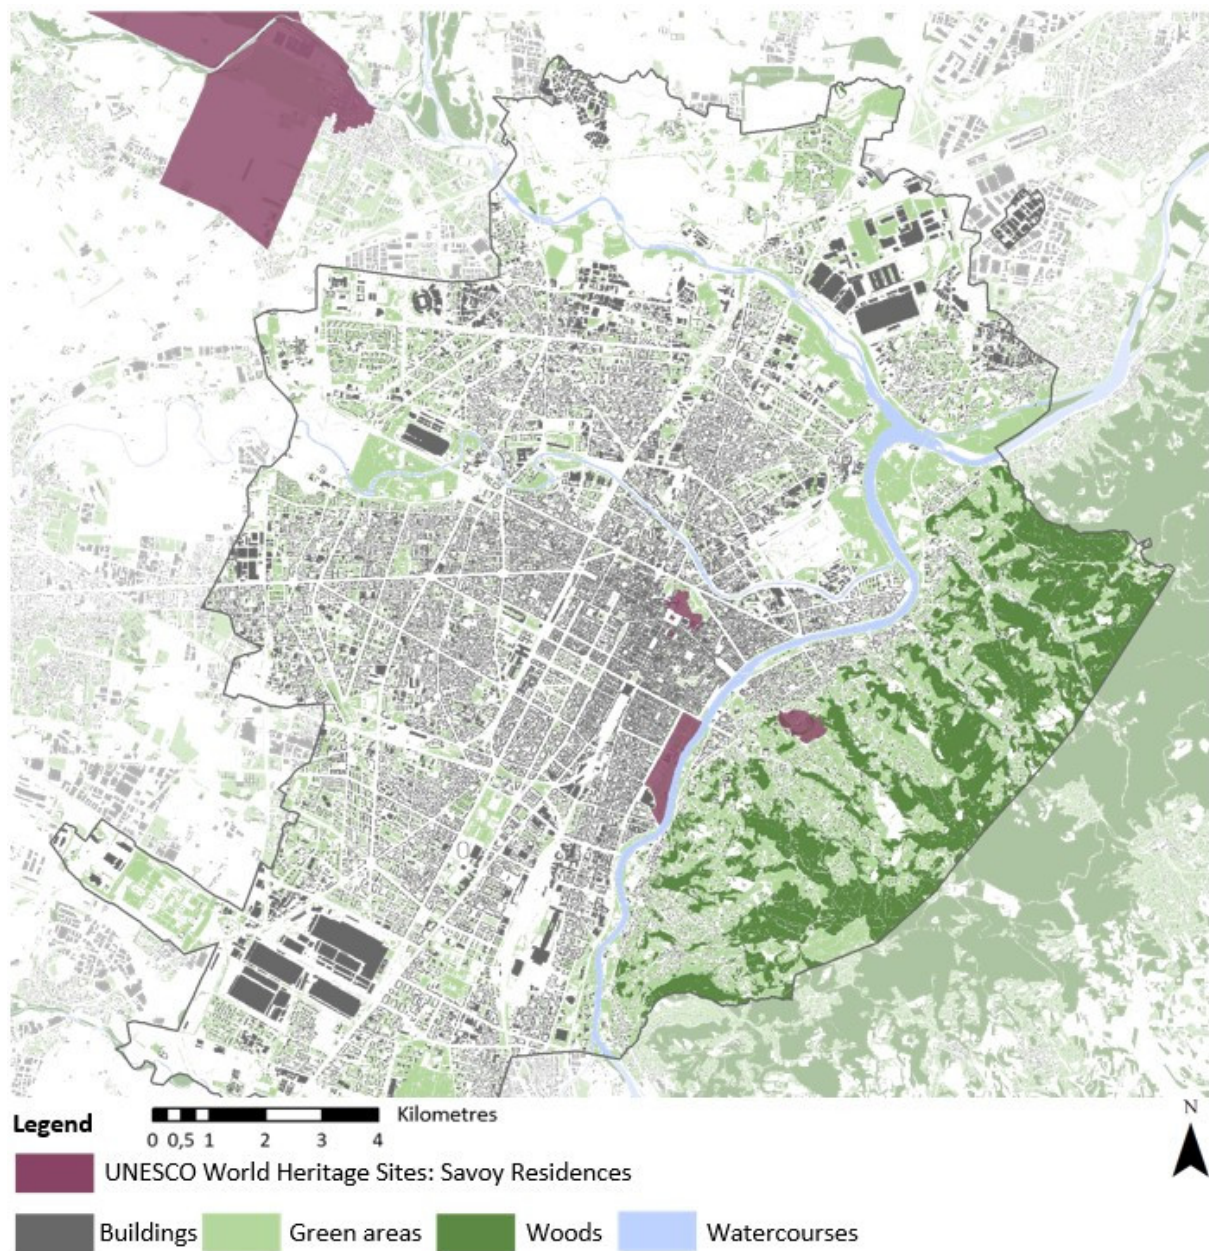 Legend
Kilometres
0 0,5 1 2 3 4
N
UNESCO World Heritage Sites: Savoy Residences
Buildings Green areas Woods Watercourses